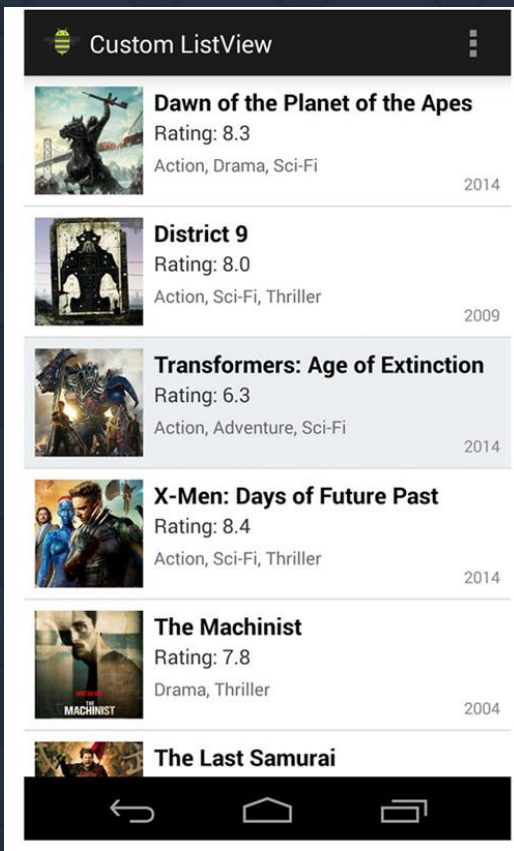 Custom ListView
Dawn of the Planet of the Apes
Rating: 8.3
Action, Drama, Sci-Fi
2014
District 9
Rating: 8.0
Action, Sci-Fi, Thriller
2009
Transformers: Age of Extinction
Rating: 6.3
Action, Adventure, Sci-Fi
2014
X-Men: Days of Future Past
Rating: 8.4
Action, Sci-Fi, Thriller
2014
The Machinist
Rating: 7.8
Drama, Thriller
2004
THE
MACHINIST
The Last Samurai